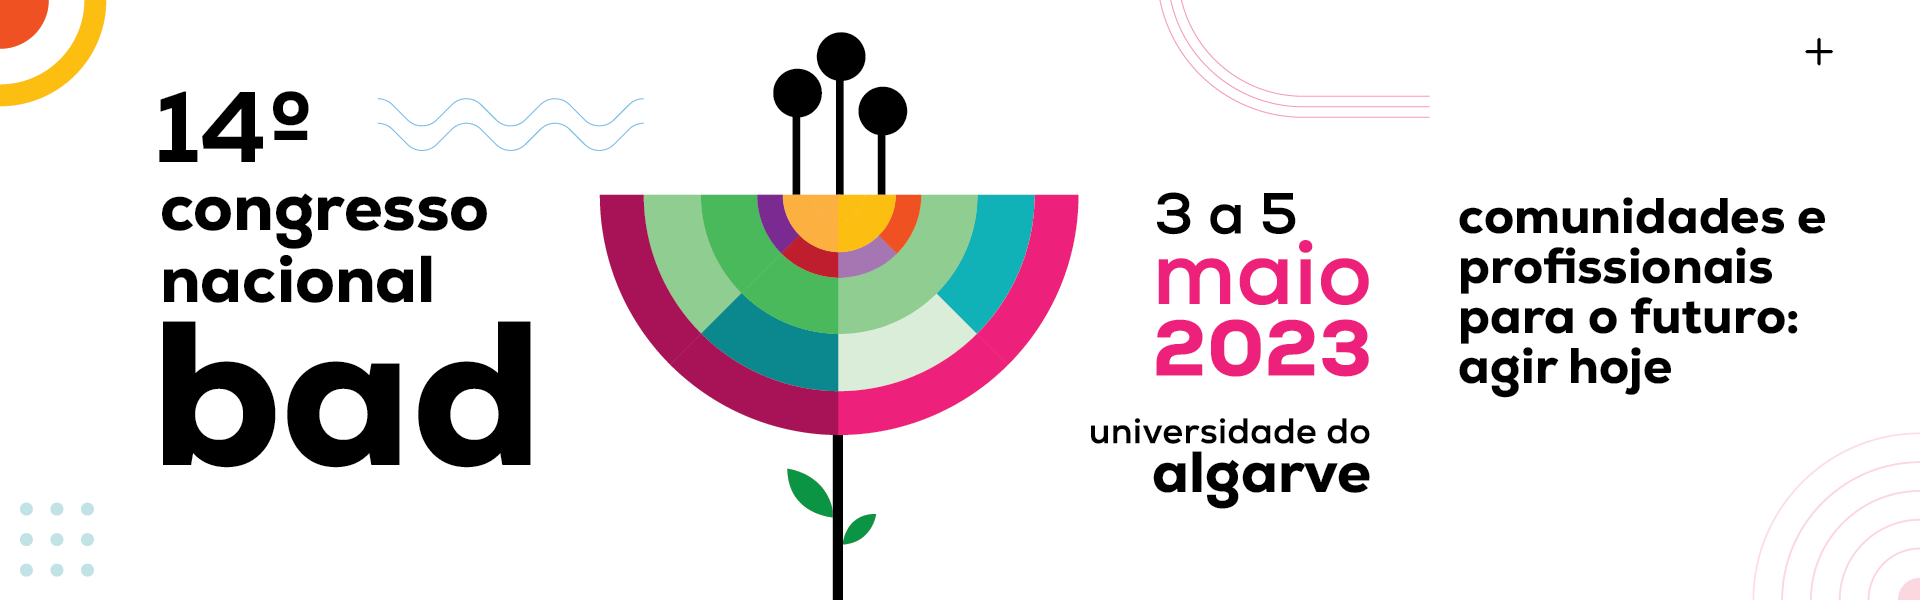 14º
congresso
nacional
bad
3 a 5
maio
2023
universidade do
algarve
comunidades e
profissionais
para o futuro:
agir hoje